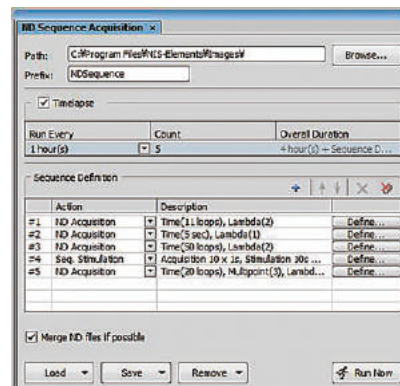 ND Sequence Acquisition ×
Path: C:¥Program Files¥NIS-Elements¥Images¥ Browse...
Prefix: NDSequence
Timelapse
Run Every Count Overall Duration
1 hour(s) 5 4 hour(s) + Sequence D...
Sequence Definition
Action Description
#1 ND Acquisition Time(11 loops), Lambda(2) Define...
#2 ND Acquisition Time(5 sec), Lambda(1) Define...
#3 ND Acquisition Time(50 loops), Lambda(2) Define...
#4 Seq. Stimulation Acquisition 10 x 1s, Stimulation 10s ... Define...
#5 ND Acquisition Time(20 loops), Multipoint(3), Lambd... Define...
Merge ND files if possible
Load Save Remove Run Now